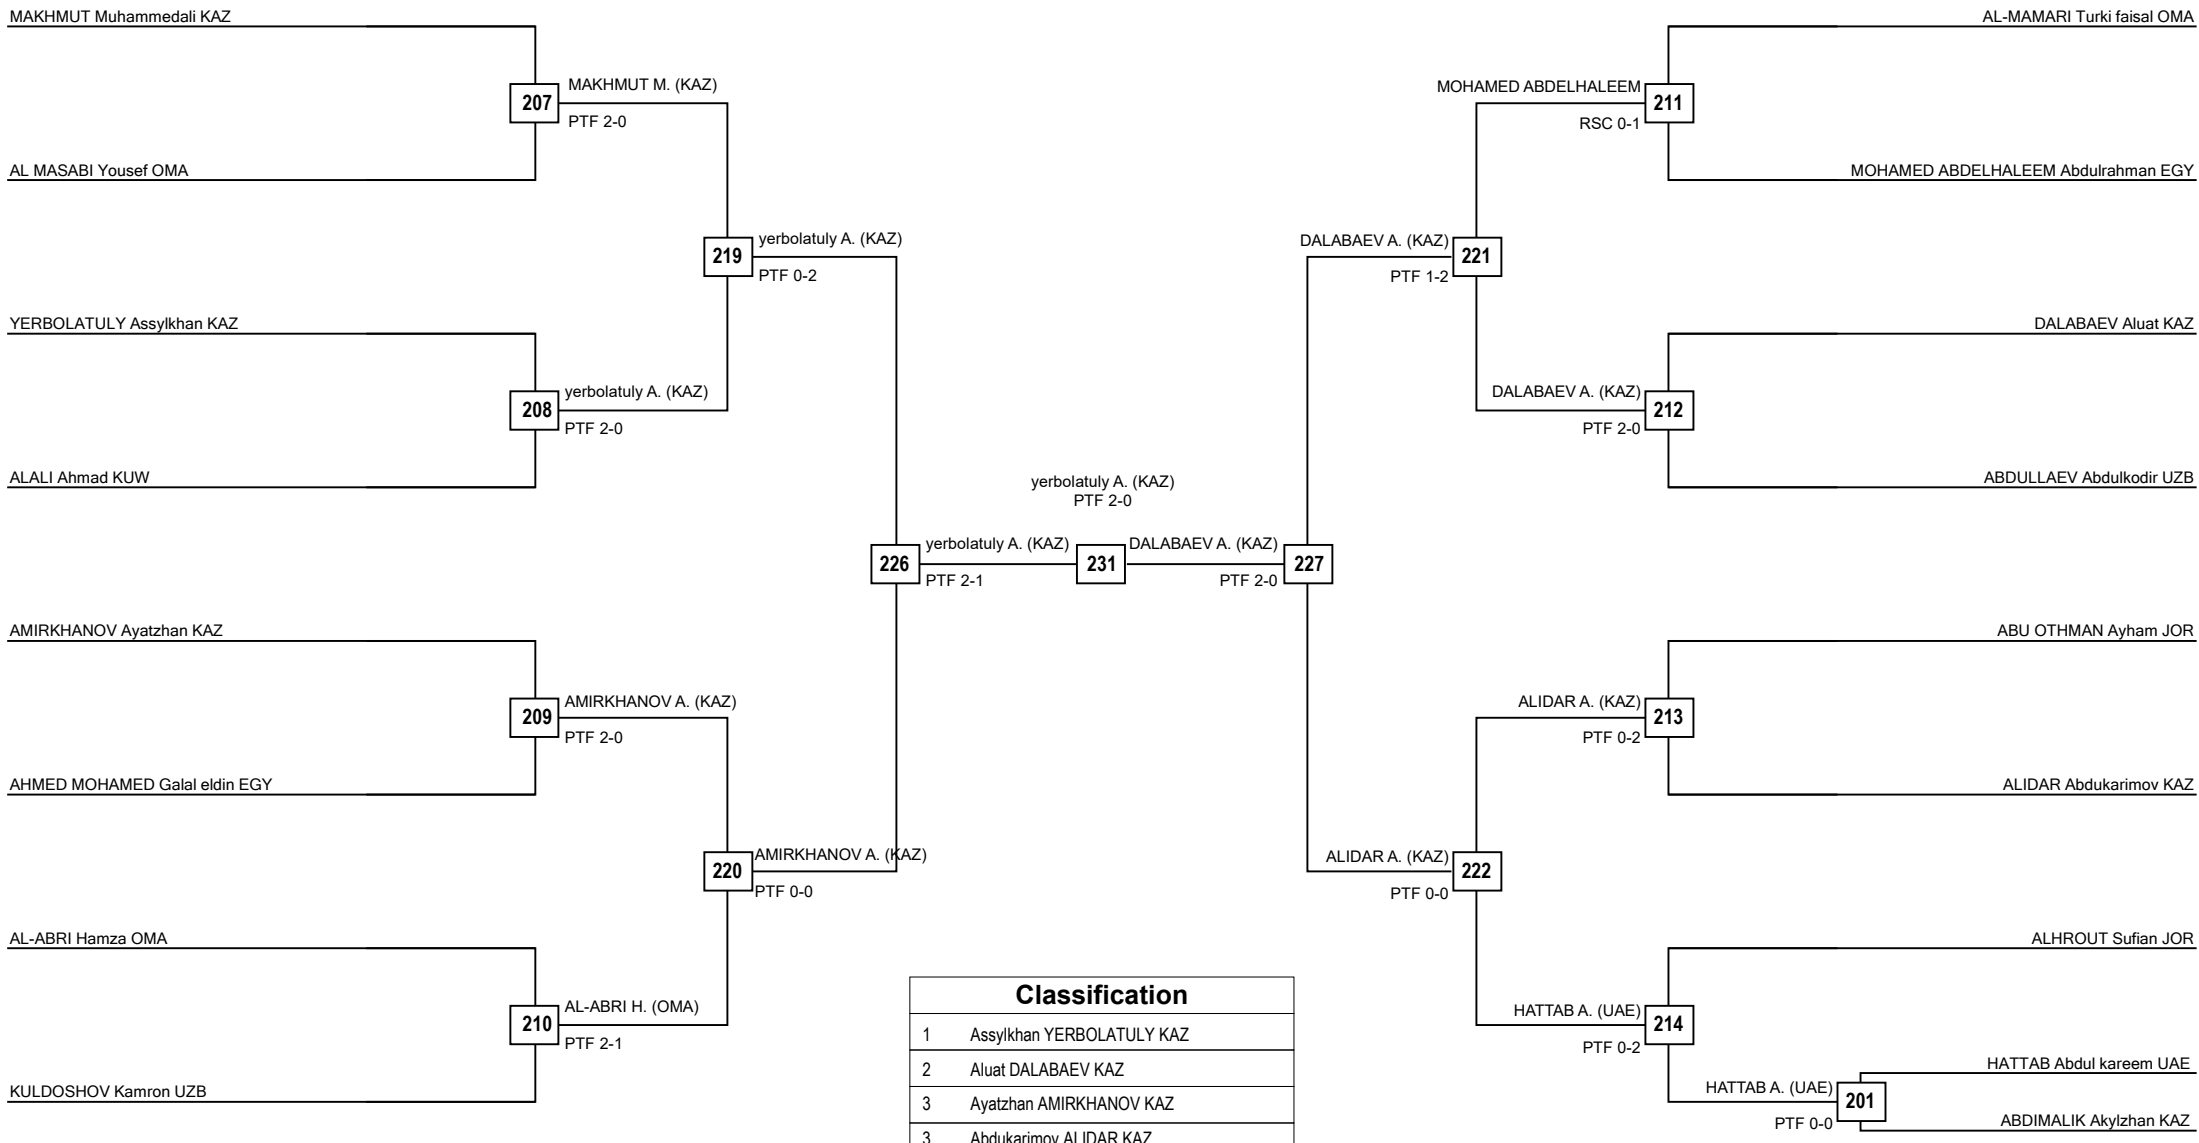 MAKHMUT Muhammedali KAZ
207
MAKHMUT M. (KAZ)
PTF 2-0
AL MASABI Yousef OMA
219
yerbolatuly A. (KAZ)
PTF 0-2
YERBOLATULY Assylkhan KAZ
208
yerbolatuly A. (KAZ)
PTF 2-0
ALALI Ahmad KUW
226
yerbolatuly A. (KAZ)
PTF 2-1
AMIRKHANOV Ayatzhan KAZ
209
AMIRKHANOV A. (KAZ)
PTF 2-0
AHMED MOHAMED Galal eldin EGY
220
AMIRKHANOV A. (KAZ)
PTF 0-0
AL-ABRI Hamza OMA
210
AL-ABRI H. (OMA)
PTF 2-1
KULDOSHOV Kamron UZB
yerbolatuly A. (KAZ)
PTF 2-0
231
AL-MAMARI Turki faisal OMA
MOHAMED ABDELHALEEM
211
RSC 0-1
MOHAMED ABDELHALEEM Abdulrahman EGY
DALABAEV A. (KAZ)
221
PTF 1-2
DALABAEV Aluat KAZ
DALABAEV A. (KAZ)
212
PTF 2-0
ABDULLAEV Abdulkodir UZB
DALABAEV A. (KAZ)
227
PTF 2-0
ABU OTHMAN Ayham JOR
ALIDAR A. (KAZ)
213
PTF 0-2
ALIDAR Abdukarimov KAZ
ALIDAR A. (KAZ)
222
PTF 0-0
ALHROUT Sufian JOR
HATTAB A. (UAE)
214
PTF 0-2
HATTAB Abdul kareem UAE
HATTAB A. (UAE)
201
PTF 0-0
ABDIMALIK Akylzhan KAZ
Classification
1 Assylkhan YERBOLATULY KAZ
2 Aluat DALABAEV KAZ
3 Ayatzhan AMIRKHANOV KAZ
3 Abdukarimov ALIDAR KAZ